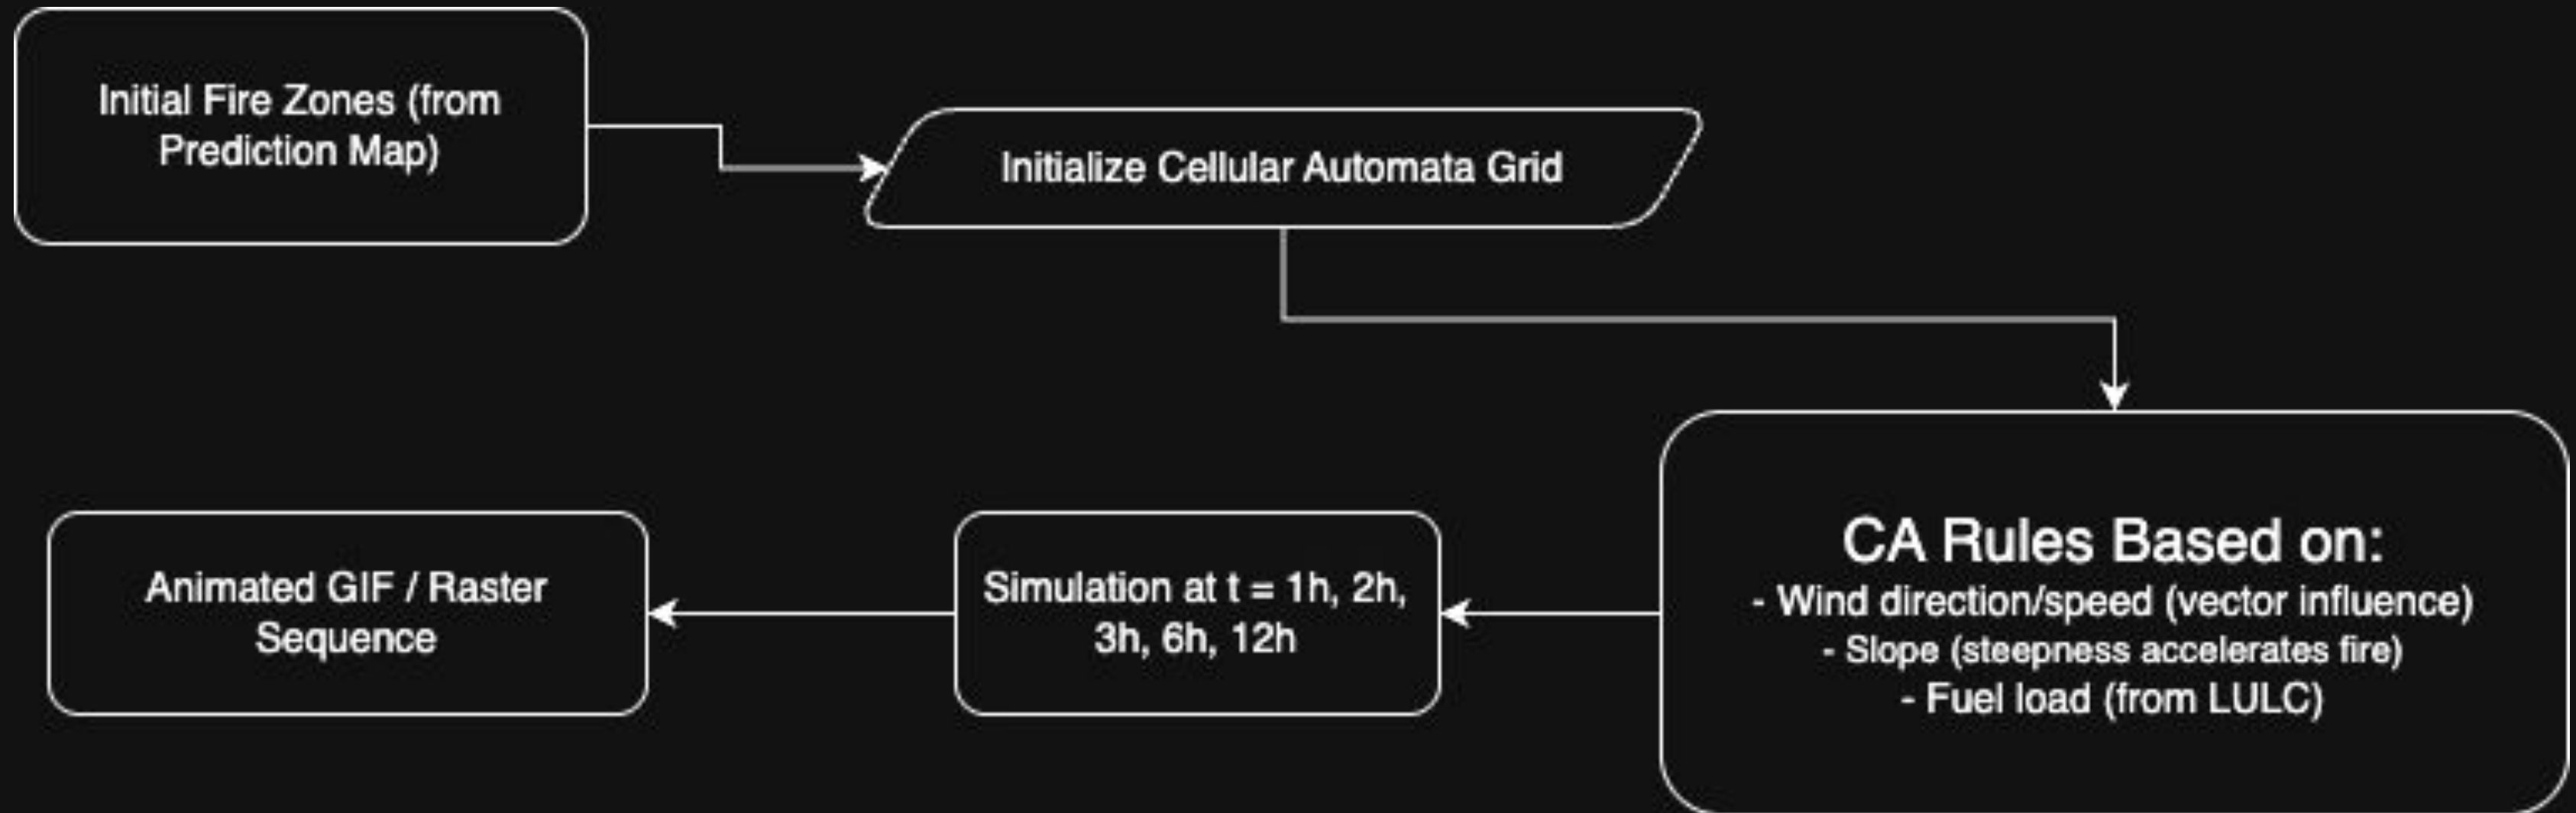 Initial Fire Zones (from
Prediction Map)
Initialize Cellular Automata Grid
CA Rules Based on:
- Wind direction/speed (vector influence)
- Slope (steepness accelerates fire)
- Fuel load (from LULC)
Simulation at t = 1h, 2h,
3h, 6h, 12h
Animated GIF / Raster
Sequence